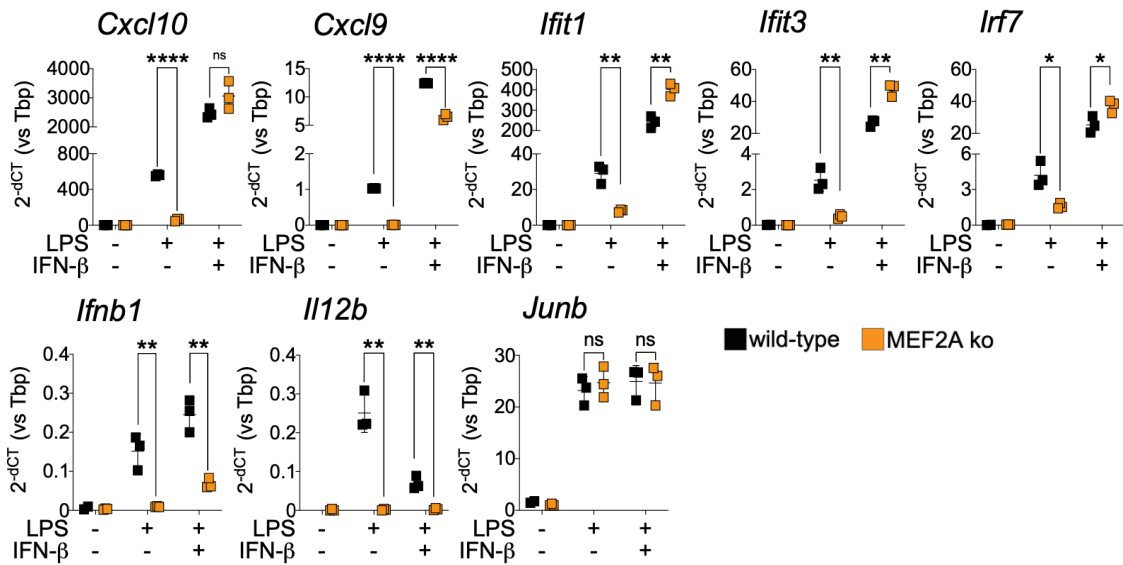 Cxcl10
Cxcl9
Ifit1
Ifit3
Irf7
**** ns
**** ****
** **
** **
* *
2-dCT (vs Tbp)
4000
3000
2000
800
400
0
2-dCT (vs Tbp)
15
10
5
2
1
0
2-dCT (vs Tbp)
500
400
300
200
100
40
20
0
2-dCT (vs Tbp)
60
40
20
6
4
2
0
2-dCT (vs Tbp)
60
40
20
6
3
0
LPS - + +
IFN-β - - +
LPS - + +
IFN-β - - +
LPS - + +
IFN-β - - +
LPS - + +
IFN-β - - +
LPS - + +
IFN-β - - +
Ifnb1
Il12b
Junb
** **
** **
ns ns
wild-type MEF2A ko
2-dCT (vs Tbp)
0.4
0.3
0.2
0.1
0
2-dCT (vs Tbp)
0.4
0.3
0.2
0.1
0
2-dCT (vs Tbp)
30
20
10
0
LPS - + +
IFN-β - - +
LPS - + +
IFN-β - - +
LPS - + +
IFN-β - - +